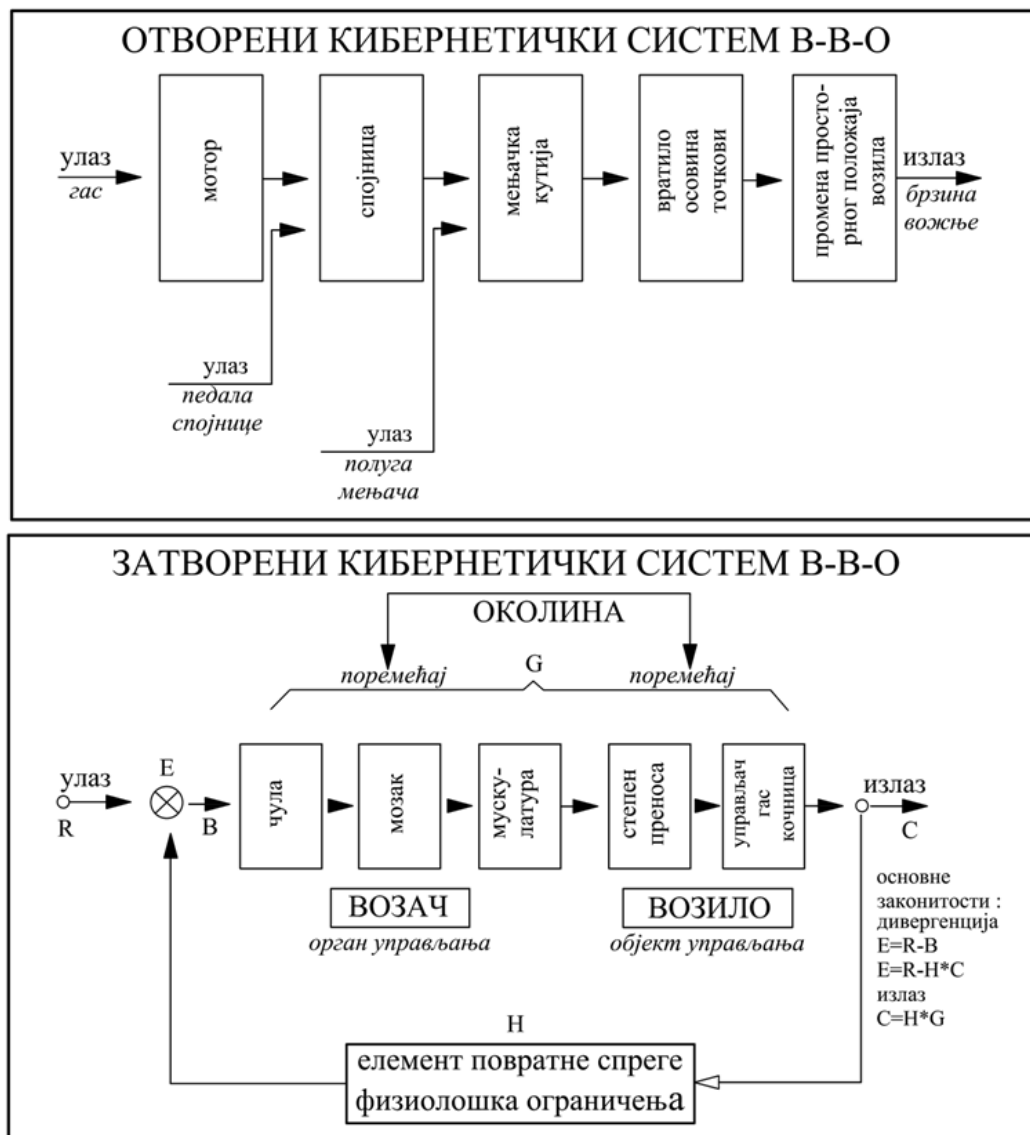 ОТВОРЕНИ КИБЕРНЕТИЧКИ СИСТЕМ В-В-О
улаз
гас
мотор
спојница
мењачка
кутија
вратило
осовина
точкови
промена просто-
рног положаја
возила
излаз
брзина
вожње
улаз
педала
спојнице
улаз
полуга
мењача
ЗАТВОРЕНИ КИБЕРНЕТИЧКИ СИСТЕМ В-В-О
ОКОЛИНА
поремећај
G
поремећај
улаз
R
E
B
чула
мозак
муску-
латура
степен
преноса
управљач
гас
кочница
излаз
C
ВОЗАЧ
орган управљања
ВОЗИЛО
објект управљања
основне
законитости :
дивергенција
E=R-B
E=R-H*C
излаз
C=H*G
H
елемент повратне спреге
физиолошка ограничења